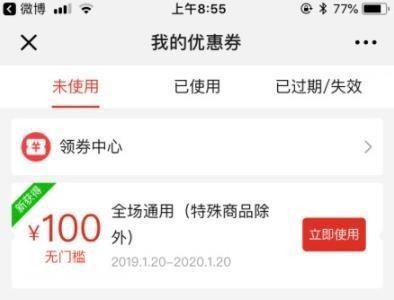 微博 上午8:55 77%
我的优惠券
未使用 已使用 已过期/失效
领券中心
新获得
¥100
无门槛
全场通用（特殊商品除
外）
2019.1.20-2020.1.20
立即使用